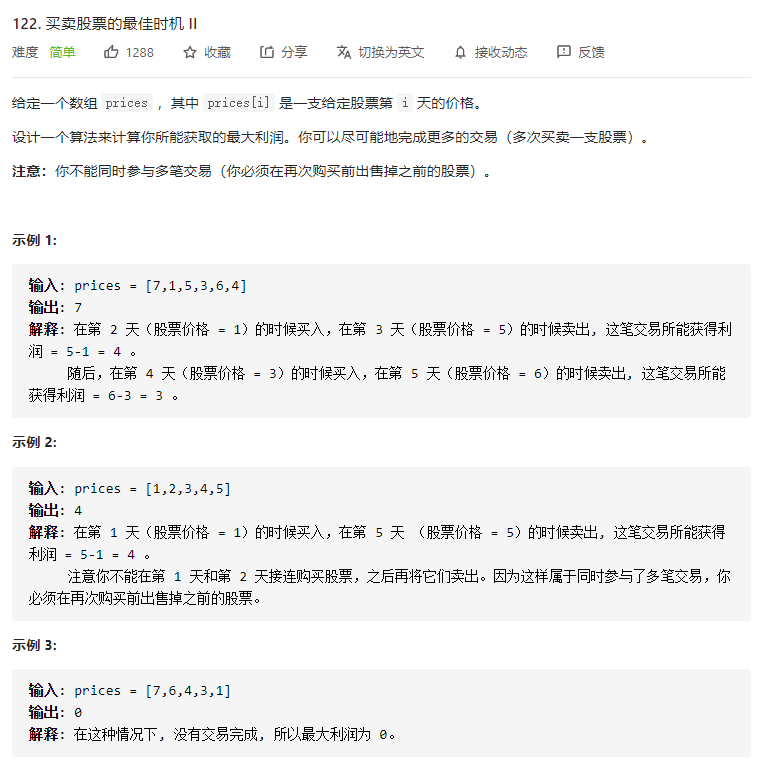 122. 买卖股票的最佳时机 II
难度 简单 1288 收藏 分享 切换为英文 接收动态 反馈
给定一个数组 prices ，其中 prices[i] 是一支给定股票第 i 天的价格。
设计一个算法来计算你所能获取的最大利润。你可以尽可能地完成更多的交易（多次买卖一支股票）。
注意：你不能同时参与多笔交易（你必须在再次购买前出售掉之前的股票）。
示例 1:
输入: prices = [7,1,5,3,6,4]
输出: 7
解释: 在第 2 天（股票价格 = 1）的时候买入，在第 3 天（股票价格 = 5）的时候卖出, 这笔交易所能获得利
润 = 5-1 = 4 。
随后，在第 4 天（股票价格 = 3）的时候买入，在第 5 天（股票价格 = 6）的时候卖出, 这笔交易所能
获得利润 = 6-3 = 3 。
示例 2:
输入: prices = [1,2,3,4,5]
输出: 4
解释: 在第 1 天（股票价格 = 1）的时候买入，在第 5 天 （股票价格 = 5）的时候卖出, 这笔交易所能获得
利润 = 5-1 = 4 。
注意你不能在第 1 天和第 2 天接连购买股票，之后再将它们卖出。因为这样属于同时参与了多笔交易，你
必须在再次购买前出售掉之前的股票。
示例 3:
输入: prices = [7,6,4,3,1]
输出: 0
解释: 在这种情况下, 没有交易完成, 所以最大利润为 0。